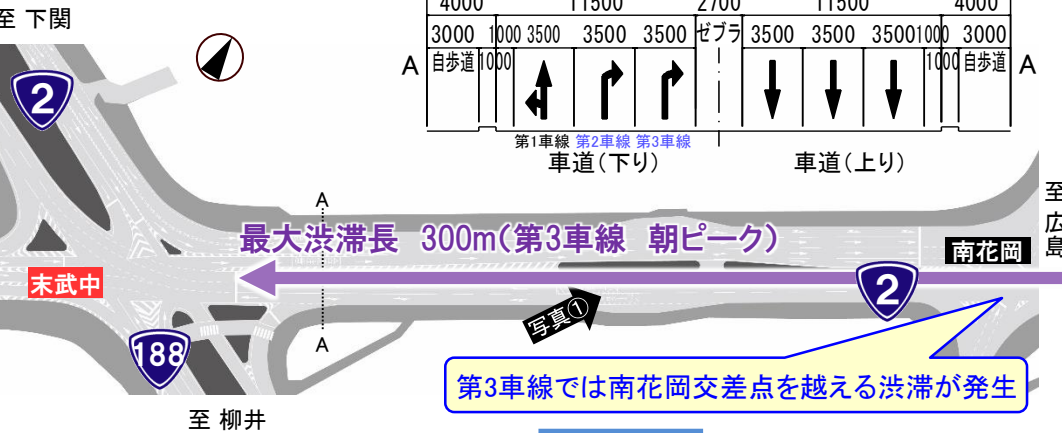 至 下関
4000 11500 2700 11500 4000
3000 1000 3500 3500 3500 ゼブラ 3500 3500 3500 1000 3000
A 自歩道 1000 1000 自歩道 A
第1車線 第2車線 第3車線
車道(下り) 車道(上り)
2
A
至 広島
最大渋滞長 300m(第3車線 朝ピーク)
南花岡
末武中
2
写真①
188
A
第3車線では南花岡交差点を越える渋滞が発生
至 柳井